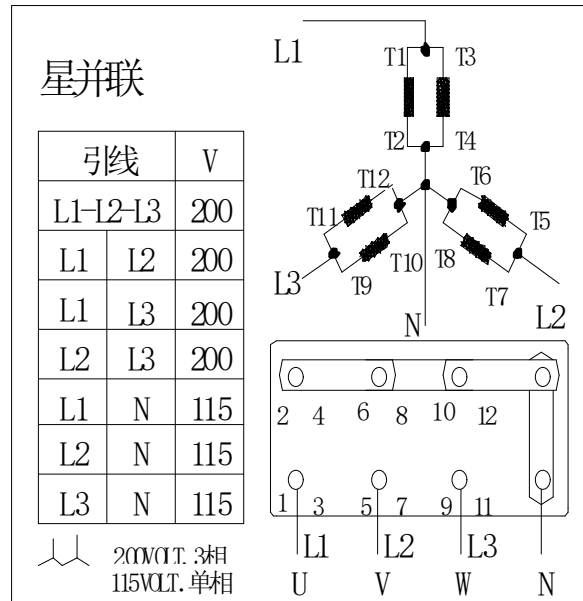 星并联
引线 V
L1-L2-L3 200
L1 L2 200
L1 L3 200
L2 L3 200
L1 N 115
L2 N 115
L3 N 115
200VOLT. 3相
115VOLT. 单相
L1
T1 T3
T2 T4
T12 T6
T11 T5
T10 T8
T9 T7
L3 N L2
2 4 6 8 10 12
1 3 5 7 9 11
L1 L2 L3
U V W N